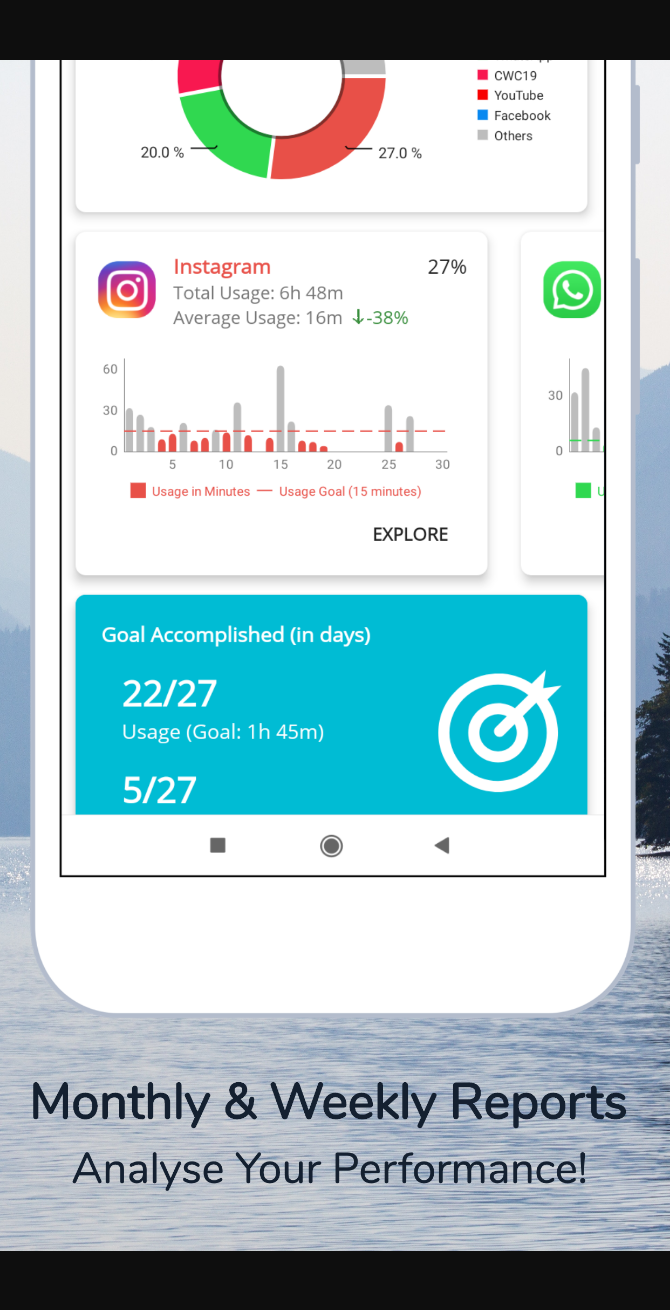 CWC19
YouTube
Facebook
Others
20.0 %
27.0 %
Instagram
27%
Total Usage: 6h 48m
Average Usage: 16m ↓-38%
60
30
0
5 10 15 20 25 30
Usage in Minutes — Usage Goal (15 minutes)
EXPLORE
30
0
Goal Accomplished (in days)
22/27
Usage (Goal: 1h 45m)
5/27
Monthly & Weekly Reports
Analyse Your Performance!